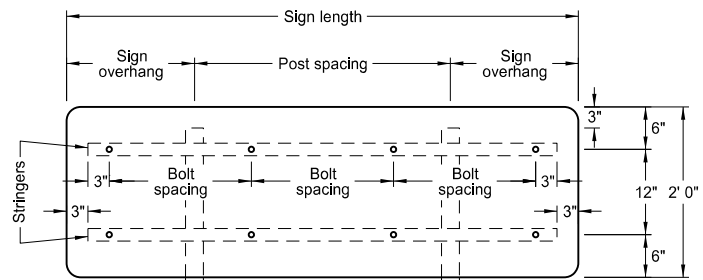 Sign length
Sign
overhang
Post spacing
Sign
overhang
3"
6"
Stringers
3"
Bolt
spacing
Bolt
spacing
Bolt
spacing
3"
12"
2' 0"
3"
3"
6"